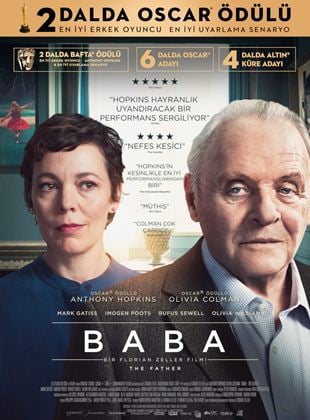 2 DALDA OSCAR® ÖDÜLÜ
EN İYİ ERKEK OYUNCU EN İYİ UYARLAMA SENARYO
2 DALDA BAFTA® ÖDÜLÜ
6 DALDA OSCAR® ADAYI
4 DALDA ALTIN KÜRE ADAYI
"HOPKINS HAYRANLIK
UYANDIRACAK BİR
PERFORMANS SERGİLİYOR"
"NEFES KESİCİ"
"HOPKINS'İN
KESİNLİKLE EN İYİ
PERFORMANSLARINDAN
BİRİ"
"MÜTHİŞ"
"COLMAN ÇOK
OSCAR® ÖDÜLLÜ
ANTHONY HOPKINS
OSCAR® ÖDÜLLÜ
OLIVIA COLMAN
MARK GATISS IMOGEN POOTS RUFUS SEWELL OLIVIA WILLIAMS
BABA
BİR FLORIAN ZELLER FİLMİ
THE FATHER